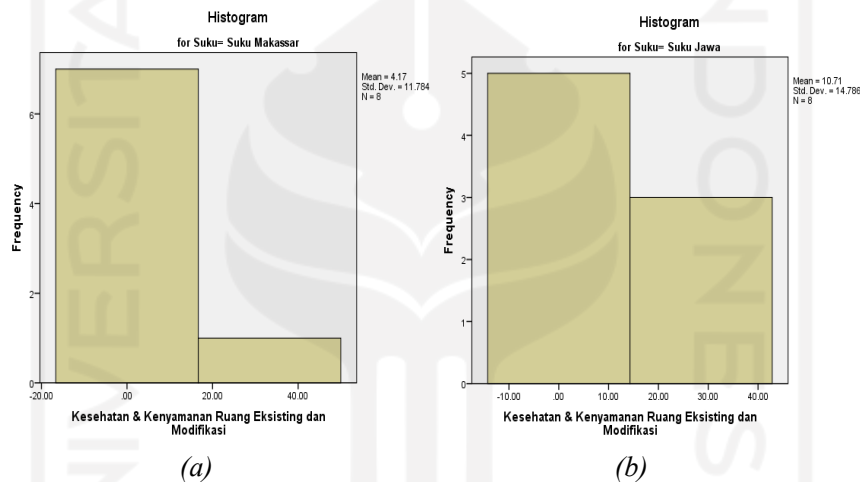 Histogram
for Suku= Suku Makassar
Mean = 4.17
Std. Dev. = 11.784
N = 8
Frequency
6
4
2
0
-20.00 .00 20.00 40.00
Kesehatan & Kenyamanan Ruang Eksisting dan
Modifikasi
(a)
Histogram
for Suku= Suku Jawa
Mean = 10.71
Std. Dev. = 14.786
N = 8
Frequency
5
4
3
2
1
0
-10.00 .00 10.00 20.00 30.00 40.00
Kesehatan & Kenyamanan Ruang Eksisting dan
Modifikasi
(b)